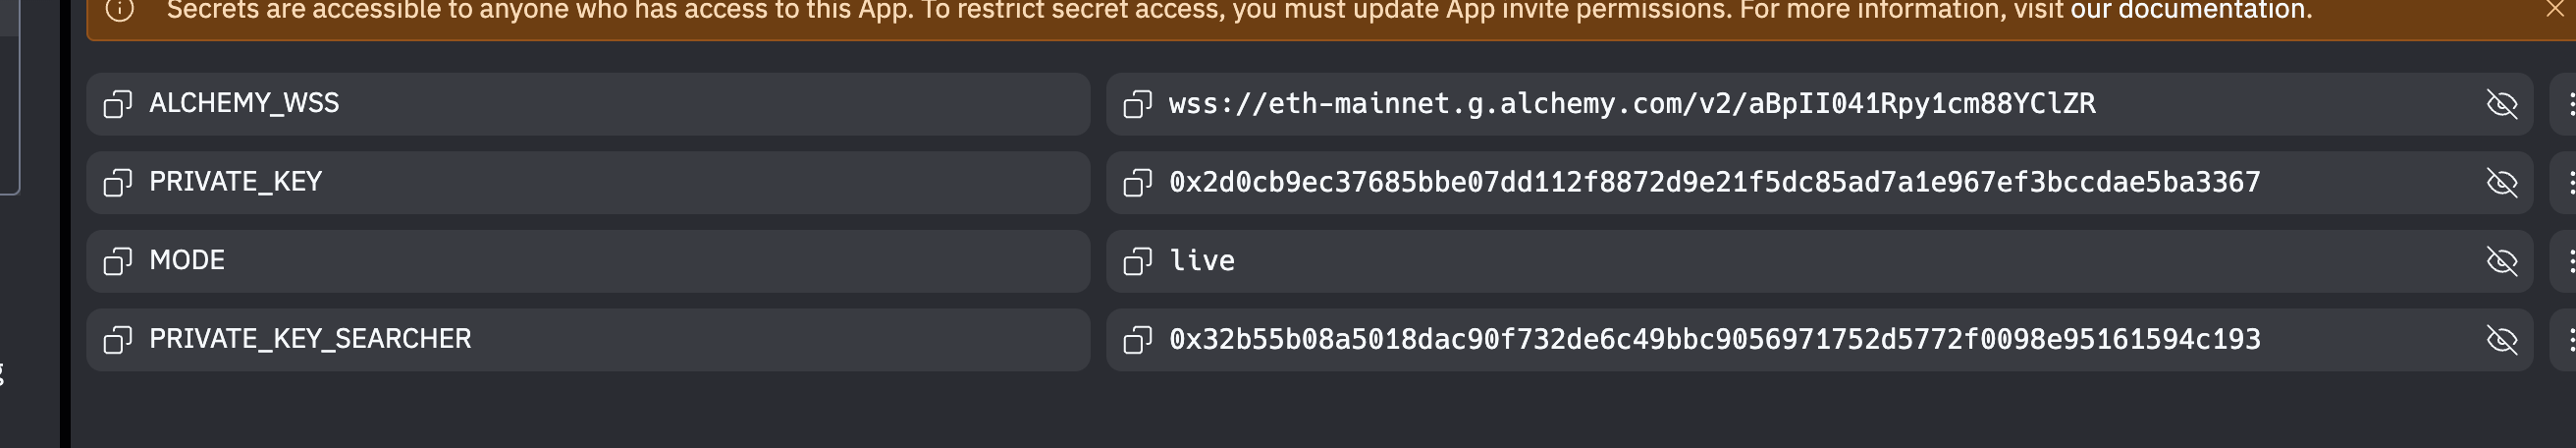 Secrets are accessible to anyone who has access to this App. To restrict secret access, you must update App invite permissions. For more information, visit our documentation.
ALCHEMY_WSS wss://eth-mainnet.g.alchemy.com/v2/aBpII041Rpy1cm88YClZR
PRIVATE_KEY 0x2d0cb9ec37685bbe07dd112f8872d9e21f5dc85ad7a1e967ef3bccdae5ba3367
MODE live
PRIVATE_KEY_SEARCHER 0x32b55b08a5018dac90f732de6c49bbc9056971752d5772f0098e95161594c193